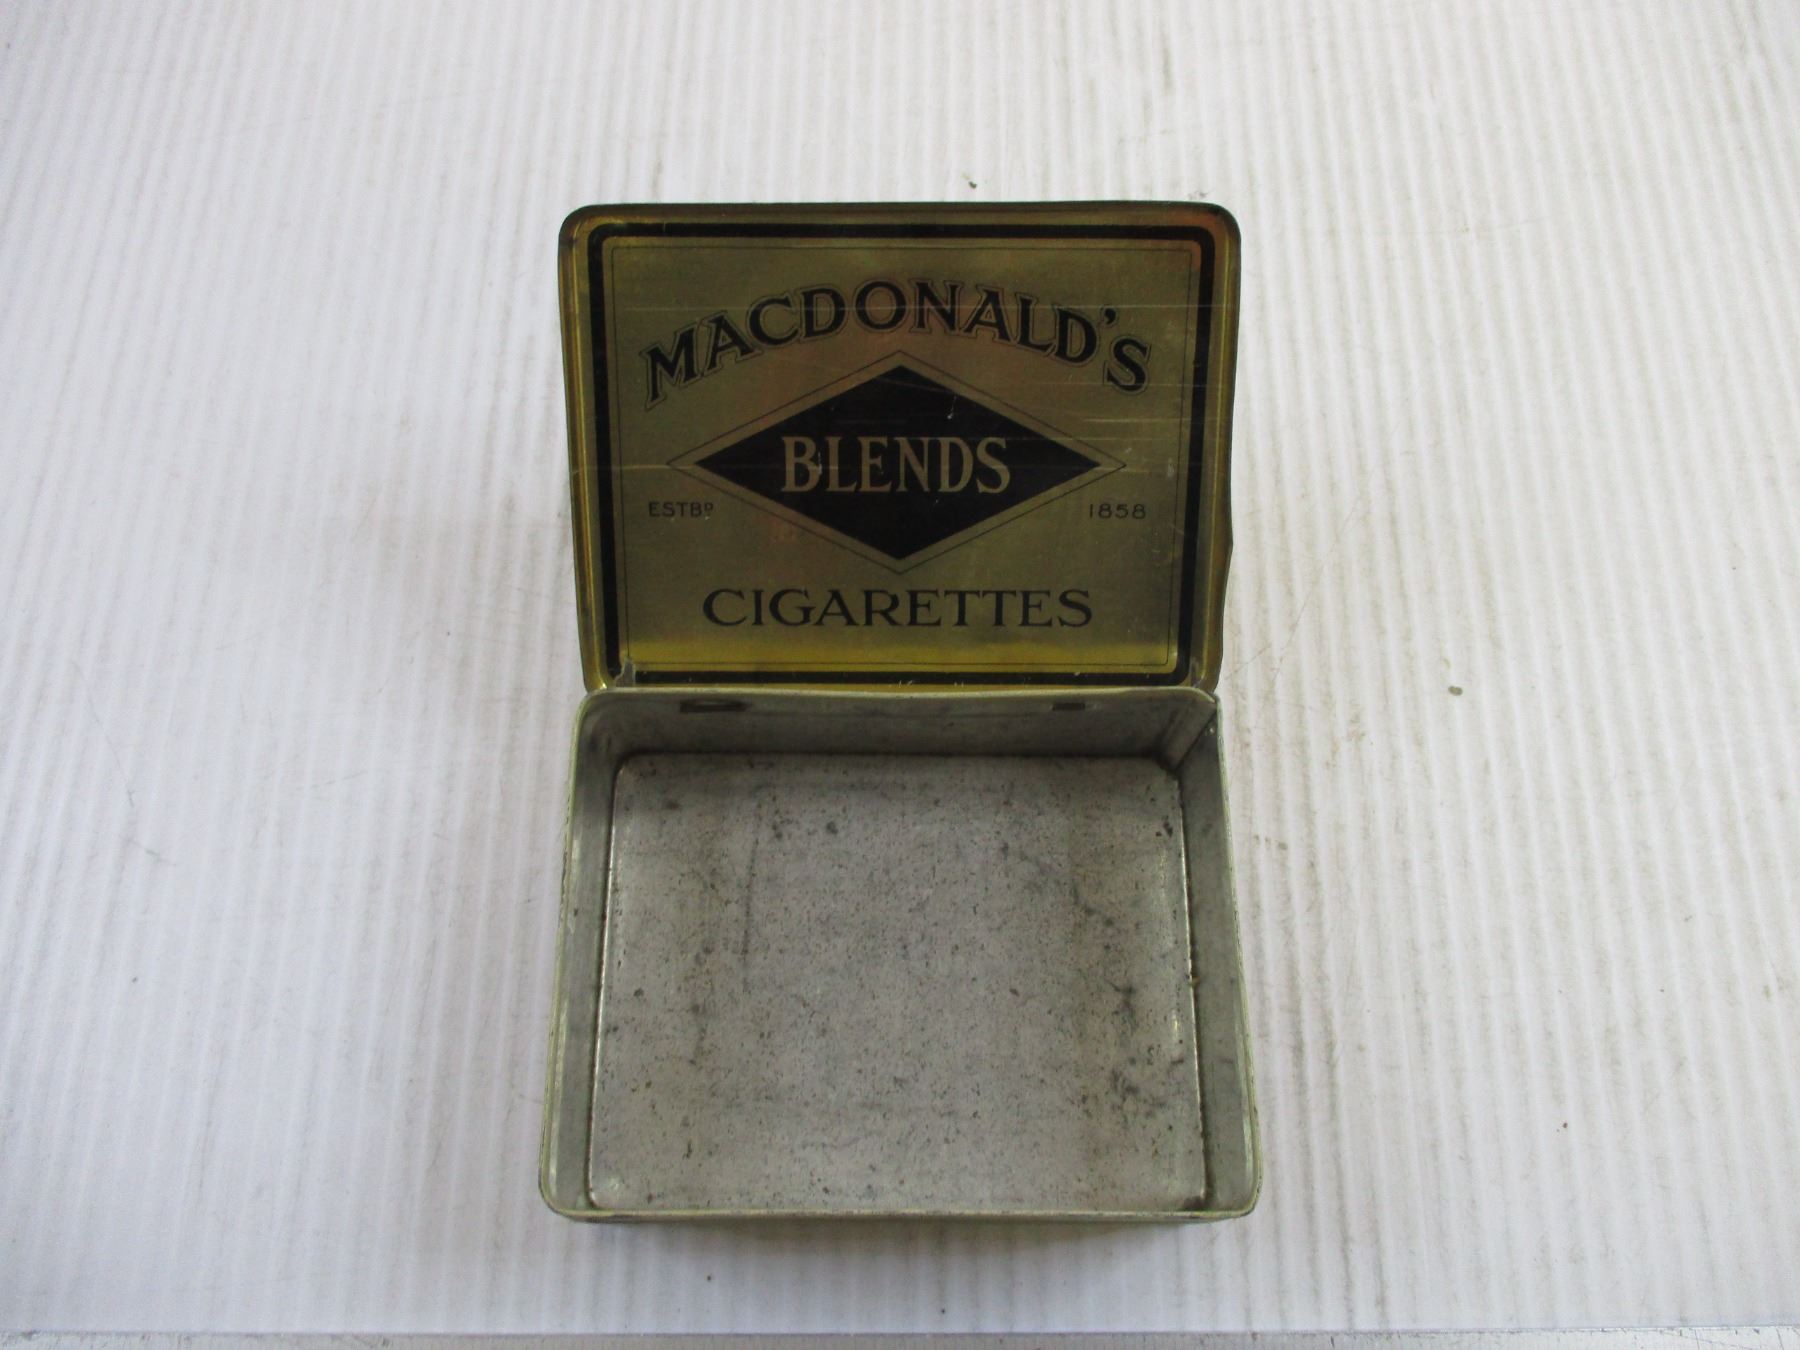 MACDONALD'S
BLENDS
ESTBD 1858
CIGARETTES